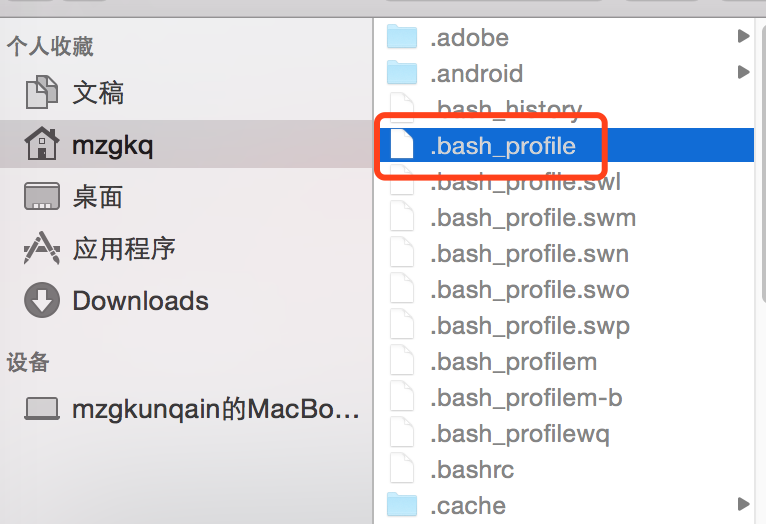 个人收藏
文稿
mzgkq
桌面
应用程序
Downloads
设备
mzgkunqain的MacBo...
.adobe
.android
.bash_history
.bash_profile
.bash_profile.swl
.bash_profile.swm
.bash_profile.swn
.bash_profile.swo
.bash_profile.swp
.bash_profilem
.bash_profilem-b
.bash_profilewq
.bashrc
.cache